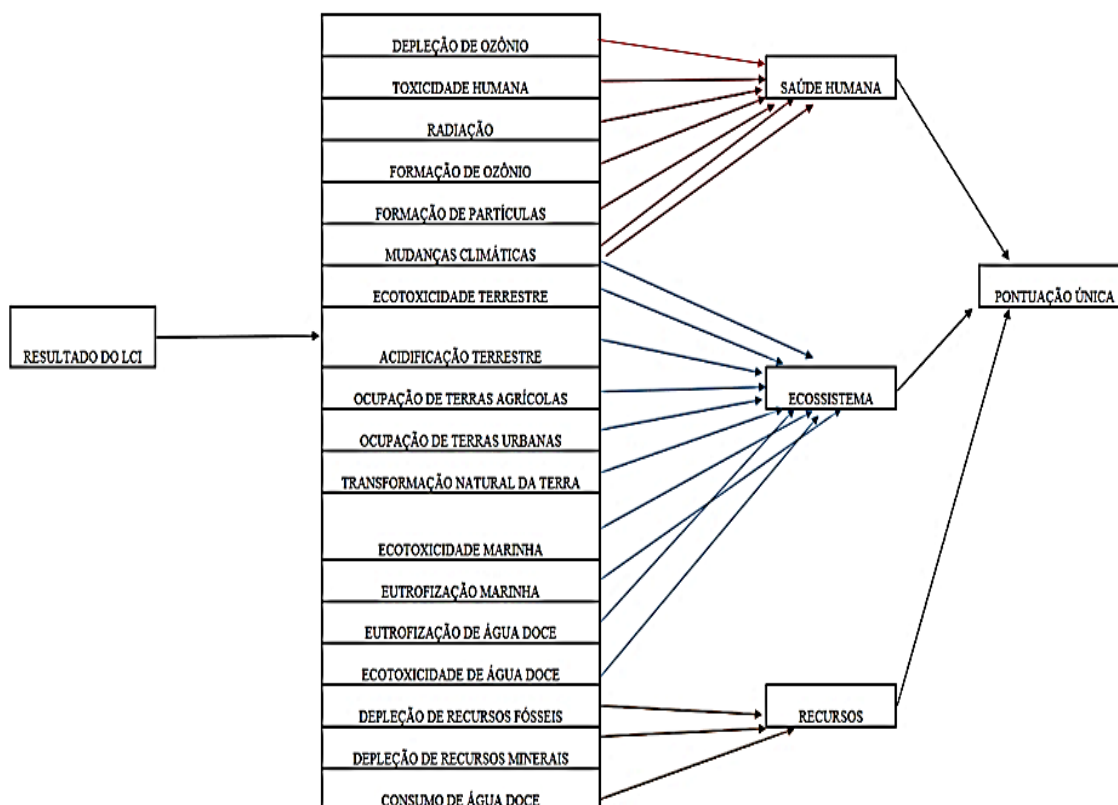 DEPLEÇÃO DE OZÔNIO
TOXICIDADE HUMANA
RADIAÇÃO
FORMAÇÃO DE OZÔNIO
FORMAÇÃO DE PARTÍCULAS
MUDANÇAS CLIMÁTICAS
ECOTOXICIDADE TERRESTRE
ACIDIFICAÇÃO TERRESTRE
OCUPAÇÃO DE TERRAS AGRÍCOLAS
OCUPAÇÃO DE TERRAS URBANAS
TRANSFORMAÇÃO NATURAL DA TERRA
ECOTOXICIDADE MARINHA
EUTROFIZAÇÃO MARINHA
EUTROFIZAÇÃO DE ÁGUA DOCE
ECOTOXICIDADE DE ÁGUA DOCE
DEPLEÇÃO DE RECURSOS FÓSSEIS
DEPLEÇÃO DE RECURSOS MINERAIS
CONSUMO DE ÁGUA DOCE
RESULTADO DO LCI
SAÚDE HUMANA
ECOSSISTEMA
RECURSOS
PONTUAÇÃO ÚNICA